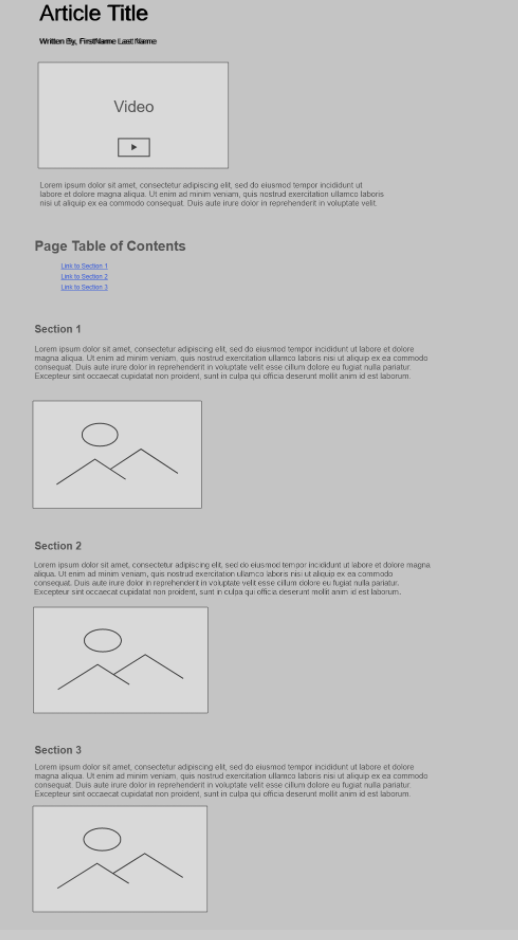 Article Title
Written By, FirstName Last Name
Video
Lorem ipsum dolor sit amet, consectetur adipiscing elit, sed do eiusmod tempor incididunt ut
labore et dolore magna aliqua. Ut enim ad minim veniam, quis nostrud exercitation ullamco laboris
nisi ut aliquip ex ea commodo consequat. Duis aute irure dolor in reprehenderit in voluptate velit.
Page Table of Contents
Link to Section 1
Link to Section 2
Link to Section 3
Section 1
Lorem ipsum dolor sit amet, consectetur adipiscing elit, sed do eiusmod tempor incididunt ut labore et dolore
magna aliqua. Ut enim ad minim veniam, quis nostrud exercitation ullamco laboris nisi ut aliquip ex ea commodo
consequat. Duis aute irure dolor in reprehenderit in voluptate velit esse cillum dolore eu fugiat nulla pariatur.
Excepteur sint occaecat cupidatat non proident, sunt in culpa qui officia deserunt mollit anim id est laborum.
Section 2
Lorem ipsum dolor sit amet, consectetur adipiscing elit, sed do eiusmod tempor incididunt ut labore et dolore magna
aliqua. Ut enim ad minim veniam, quis nostrud exercitation ullamco laboris nisi ut aliquip ex ea commodo
consequat. Duis aute irure dolor in reprehenderit in voluptate velit esse cillum dolore eu fugiat nulla pariatur.
Excepteur sint occaecat cupidatat non proident, sunt in culpa qui officia deserunt mollit anim id est laborum.
Section 3
Lorem ipsum dolor sit amet, consectetur adipiscing elit, sed do eiusmod tempor incididunt ut labore et dolore
magna aliqua. Ut enim ad minim veniam, quis nostrud exercitation ullamco laboris nisi ut aliquip ex ea commodo
consequat. Duis aute irure dolor in reprehenderit in voluptate velit esse cillum dolore eu fugiat nulla pariatur.
Excepteur sint occaecat cupidatat non proident, sunt in culpa qui officia deserunt mollit anim id est laborum.